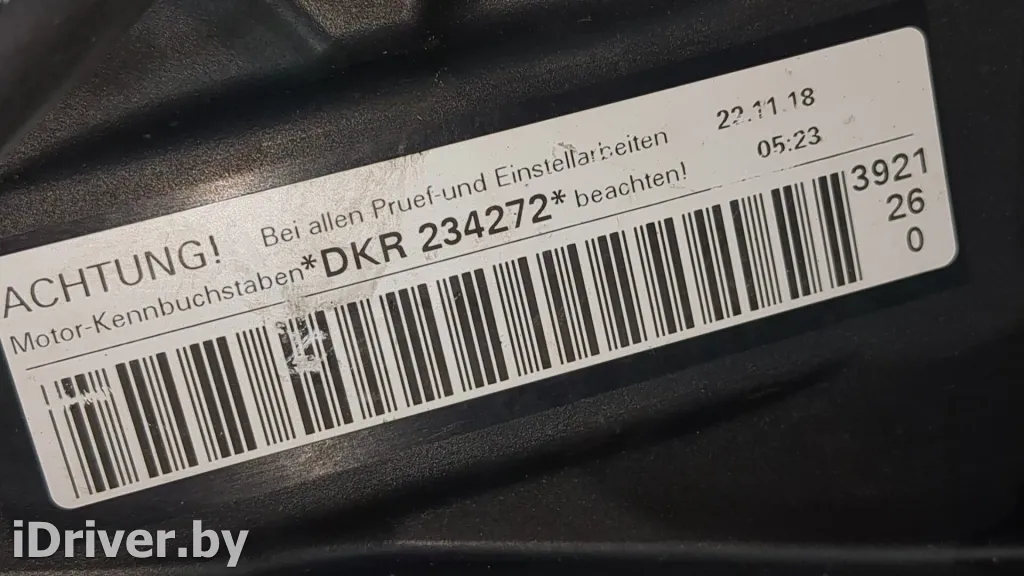 ACHTUNG! Bei allen Pruef-und Einstellarbeiten 22.11.18
Motor-Kennbuchstaben *DKR 234272* beachten! 05:23
3921
26
0
iDriver.by